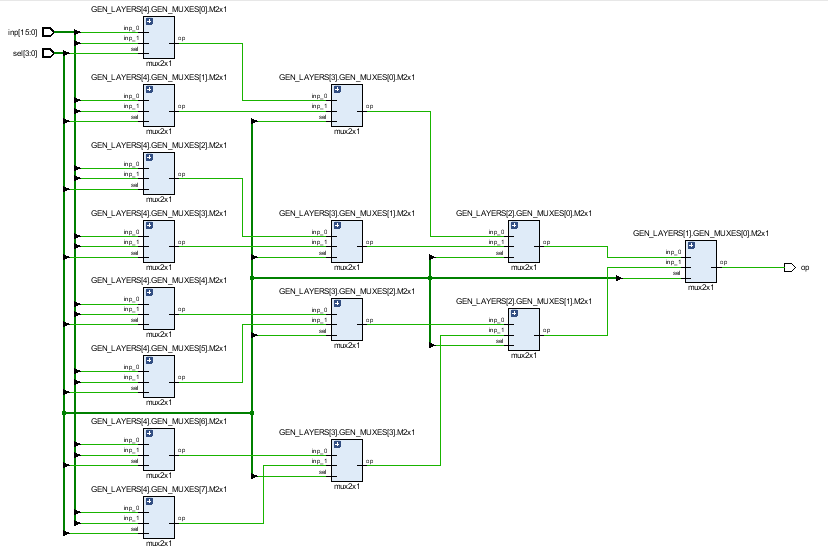 GEN_LAYERS[4].GEN_MUXES[0].M2x1
inp[15:0]
sel[3:0]
inp_0
inp_1
sel
op
mux2x1
GEN_LAYERS[4].GEN_MUXES[1].M2x1
inp_0
inp_1
sel
op
mux2x1
GEN_LAYERS[3].GEN_MUXES[0].M2x1
inp_0
inp_1
sel
op
mux2x1
GEN_LAYERS[4].GEN_MUXES[2].M2x1
inp_0
inp_1
sel
op
mux2x1
GEN_LAYERS[4].GEN_MUXES[3].M2x1
inp_0
inp_1
sel
op
mux2x1
GEN_LAYERS[3].GEN_MUXES[1].M2x1
inp_0
inp_1
sel
op
mux2x1
GEN_LAYERS[2].GEN_MUXES[0].M2x1
inp_0
inp_1
sel
op
mux2x1
GEN_LAYERS[1].GEN_MUXES[0].M2x1
inp_0
inp_1
sel
op
mux2x1
op
GEN_LAYERS[4].GEN_MUXES[4].M2x1
inp_0
inp_1
sel
op
mux2x1
GEN_LAYERS[3].GEN_MUXES[2].M2x1
inp_0
inp_1
sel
op
mux2x1
GEN_LAYERS[2].GEN_MUXES[1].M2x1
inp_0
inp_1
sel
op
mux2x1
GEN_LAYERS[4].GEN_MUXES[5].M2x1
inp_0
inp_1
sel
op
mux2x1
GEN_LAYERS[4].GEN_MUXES[6].M2x1
inp_0
inp_1
sel
op
mux2x1
GEN_LAYERS[3].GEN_MUXES[3].M2x1
inp_0
inp_1
sel
op
mux2x1
GEN_LAYERS[4].GEN_MUXES[7].M2x1
inp_0
inp_1
sel
op
mux2x1